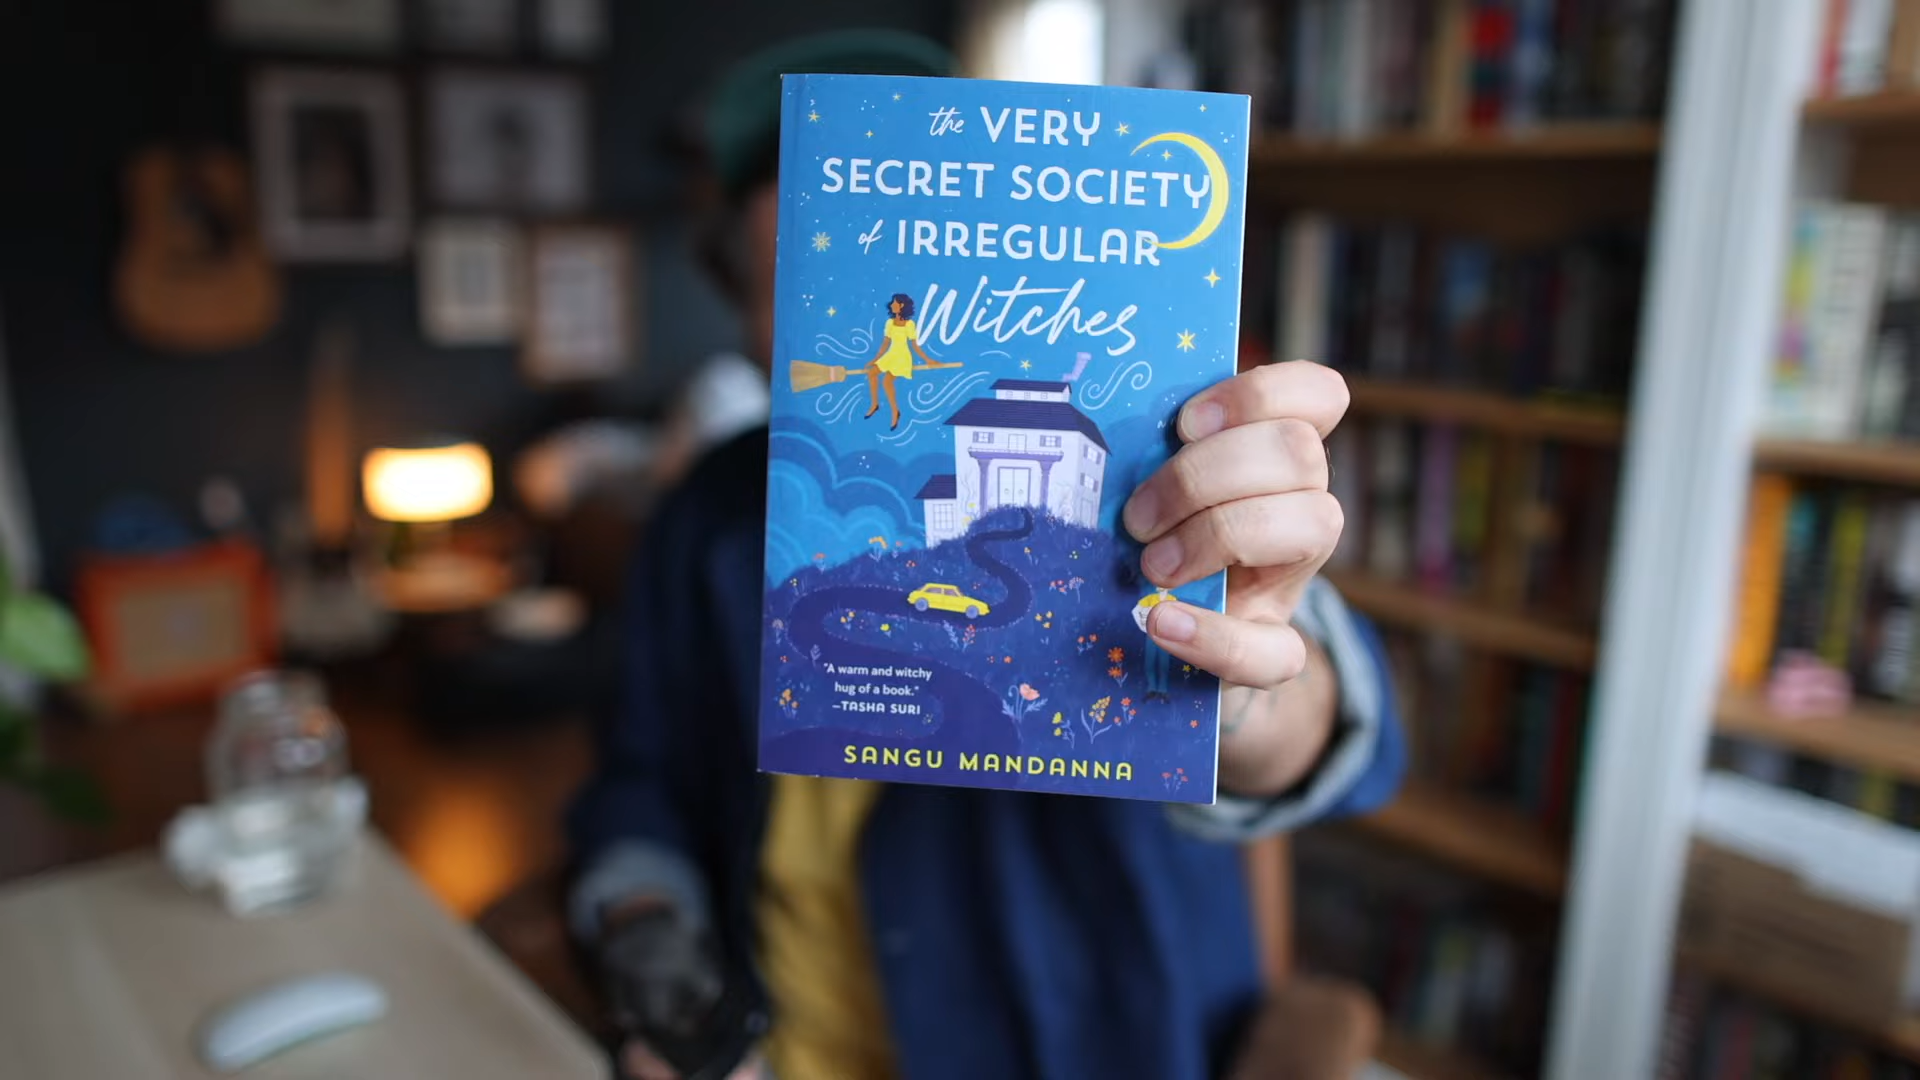 the VERY
SECRET SOCIETY
of IRREGULAR
Witches
"A warm and witchy
hug of a book."
—TASHA SURI
SANGU MANDANNA